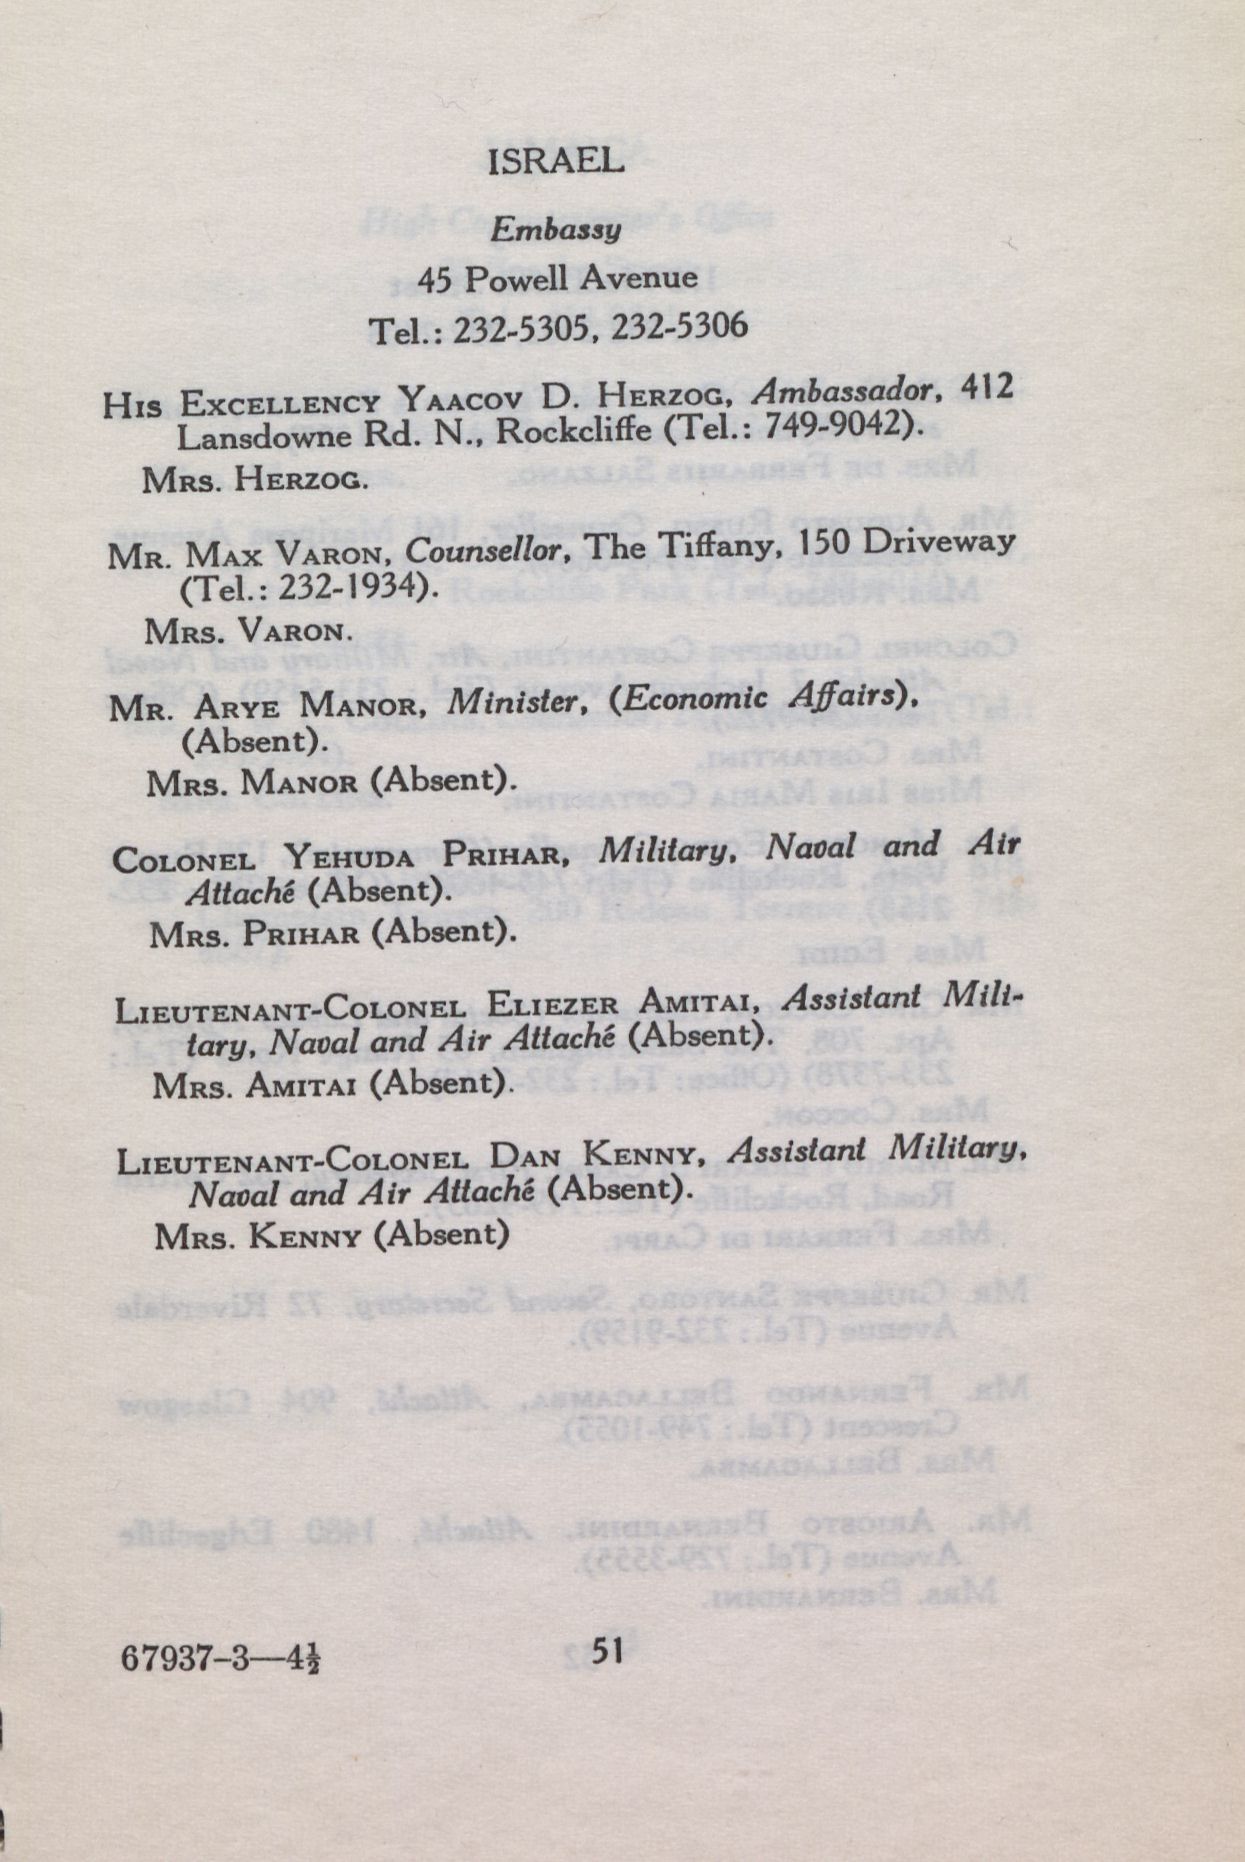 ISRAEL
Embassy
45 Powell Avenue
Tel.: 232-5305, 232-5306
HIS EXCELLENCY YAACOV D. HERZOG, Ambassador, 412
Lansdowne Rd. N., Rockcliffe (Tel.: 749-9042).
MRS. HERZOG.
MR. MAX VARON, Counsellor, The Tiffany, 150 Driveway
(Tel.: 232-1934).
MRS. VARON.
MR. ARYE MANOR, Minister, (Economic Affairs),
(Absent).
MRS. MANOR (Absent).
COLONEL YEHUDA PRIHAR, Military, Naval and Air
Attaché (Absent).
MRS. PRIHAR (Absent).
LIEUTENANT-COLONEL ELIEZER AMITAI, Assistant Mili-
tary, Naval and Air Attaché (Absent).
MRS. AMITAI (Absent).
LIEUTENANT-COLONEL DAN KENNY, Assistant Military,
Naval and Air Attaché (Absent).
MRS. KENNY (Absent)
67937-3—4½
51